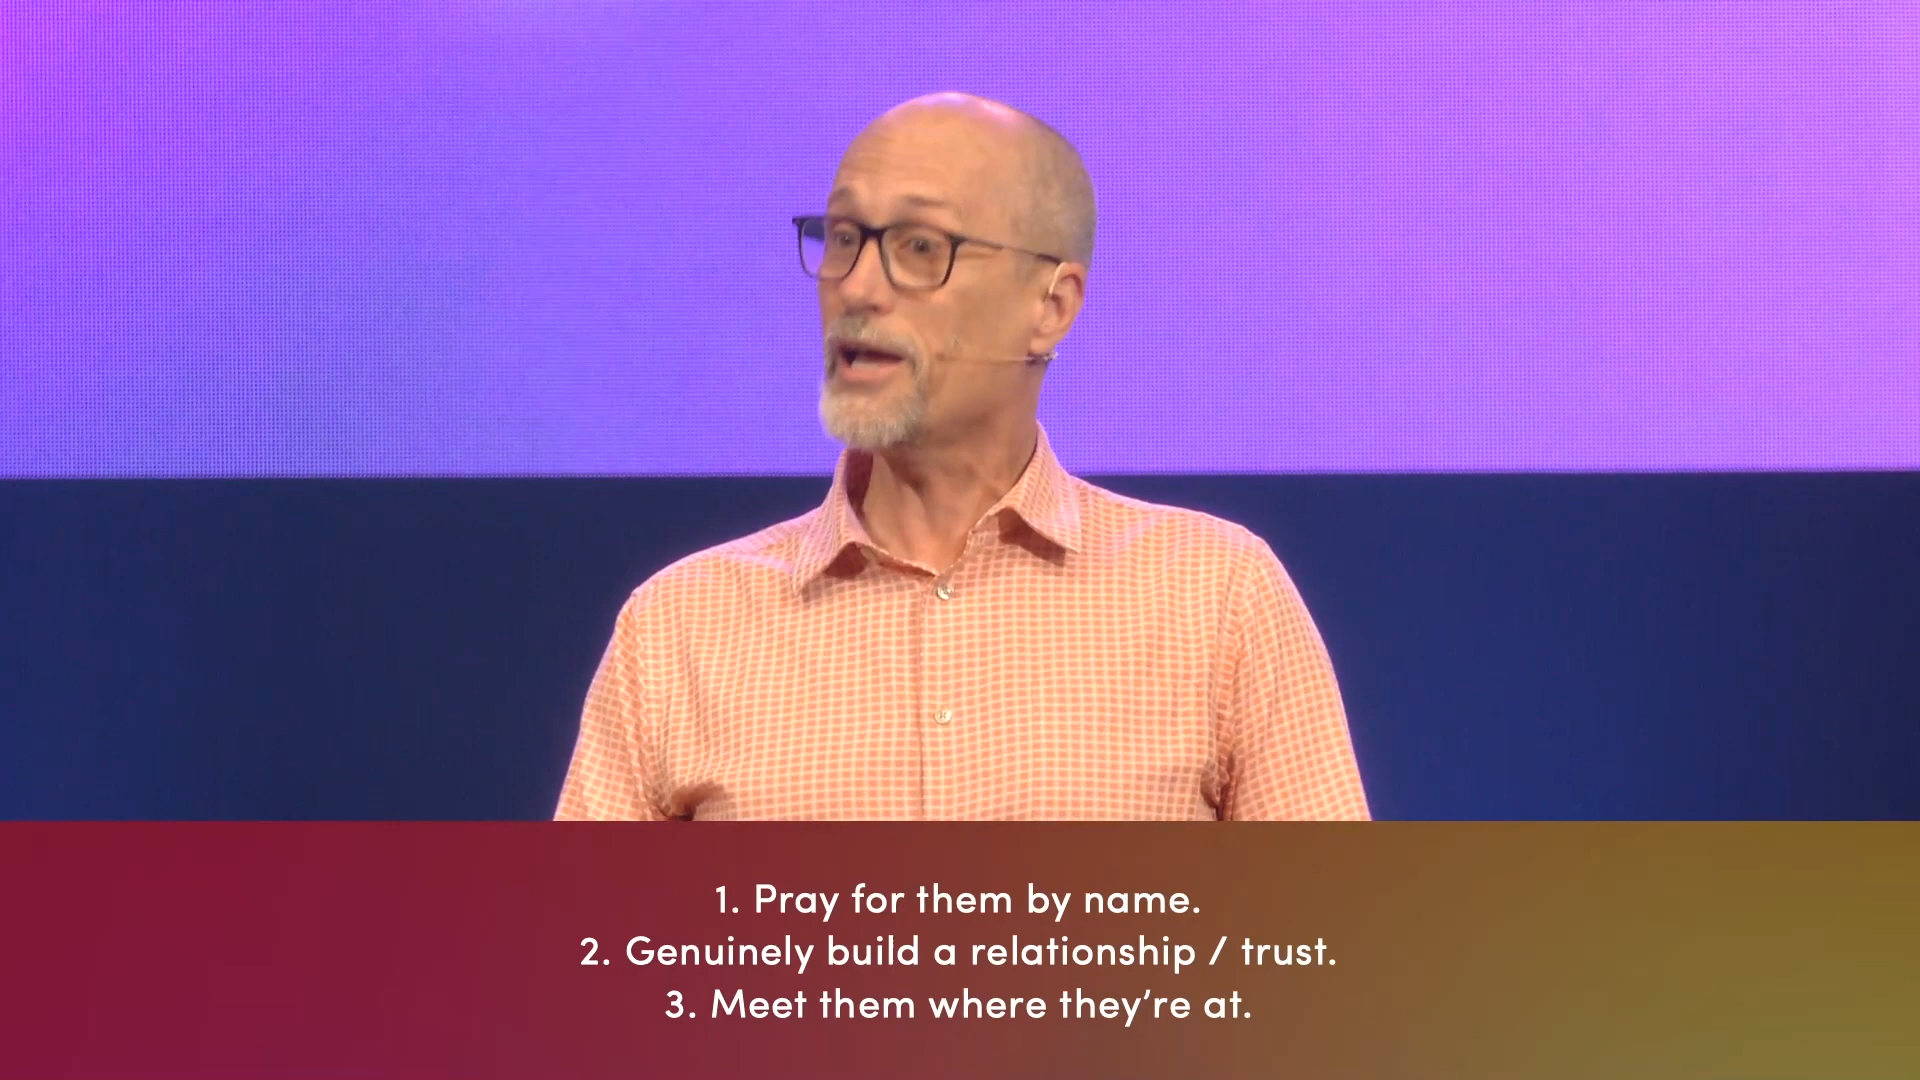 1. Pray for them by name.
2. Genuinely build a relationship / trust.
3. Meet them where they’re at.